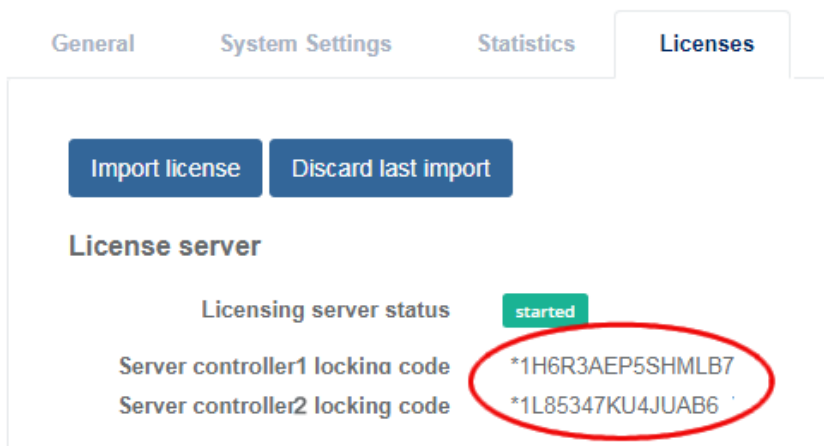 General System Settings Statistics Licenses
Import license Discard last import
License server
Licensing server status started
Server controller1 locking code *1H6R3AEP5SHMLB7
Server controller2 locking code *1L85347KU4JUAB6